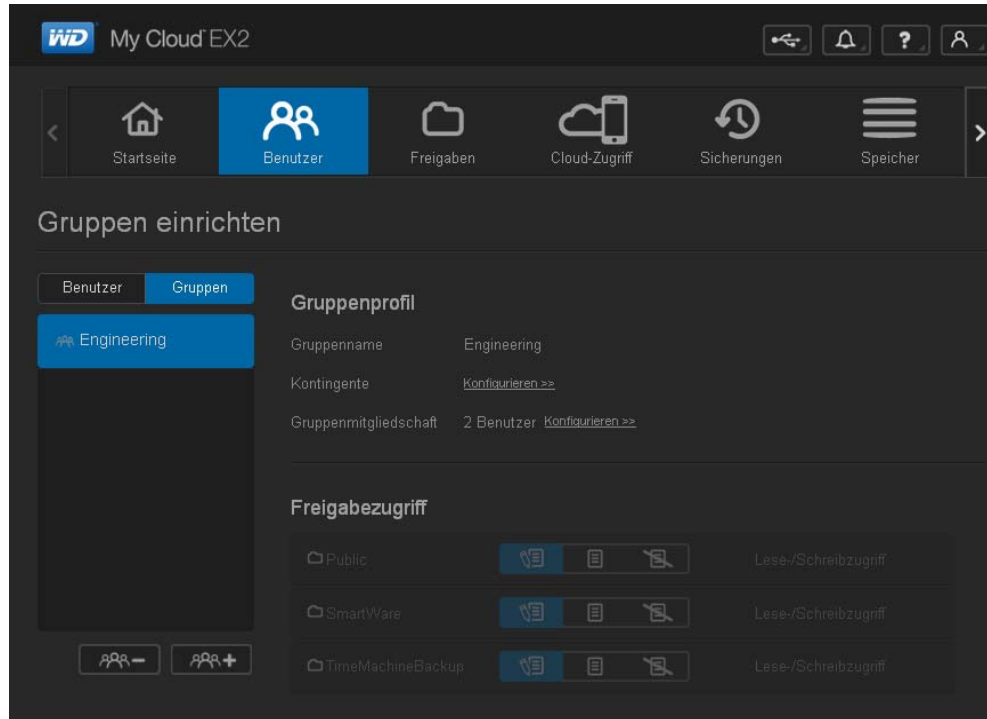 WD My Cloud EX2
?
Startseite
Benutzer
Freigaben
Cloud-Zugriff
Sicherungen
Speicher
Gruppen einrichten
Benutzer
Gruppen
Engineering
Gruppenprofil
Gruppenname Engineering
Kontingente Konfigurieren >>
Gruppenmitgliedschaft 2 Benutzer Konfigurieren >>
Freigabezugriff
Public Lese-/Schreibzugriff
SmartWare Lese-/Schreibzugriff
TimeMachineBackup Lese-/Schreibzugriff